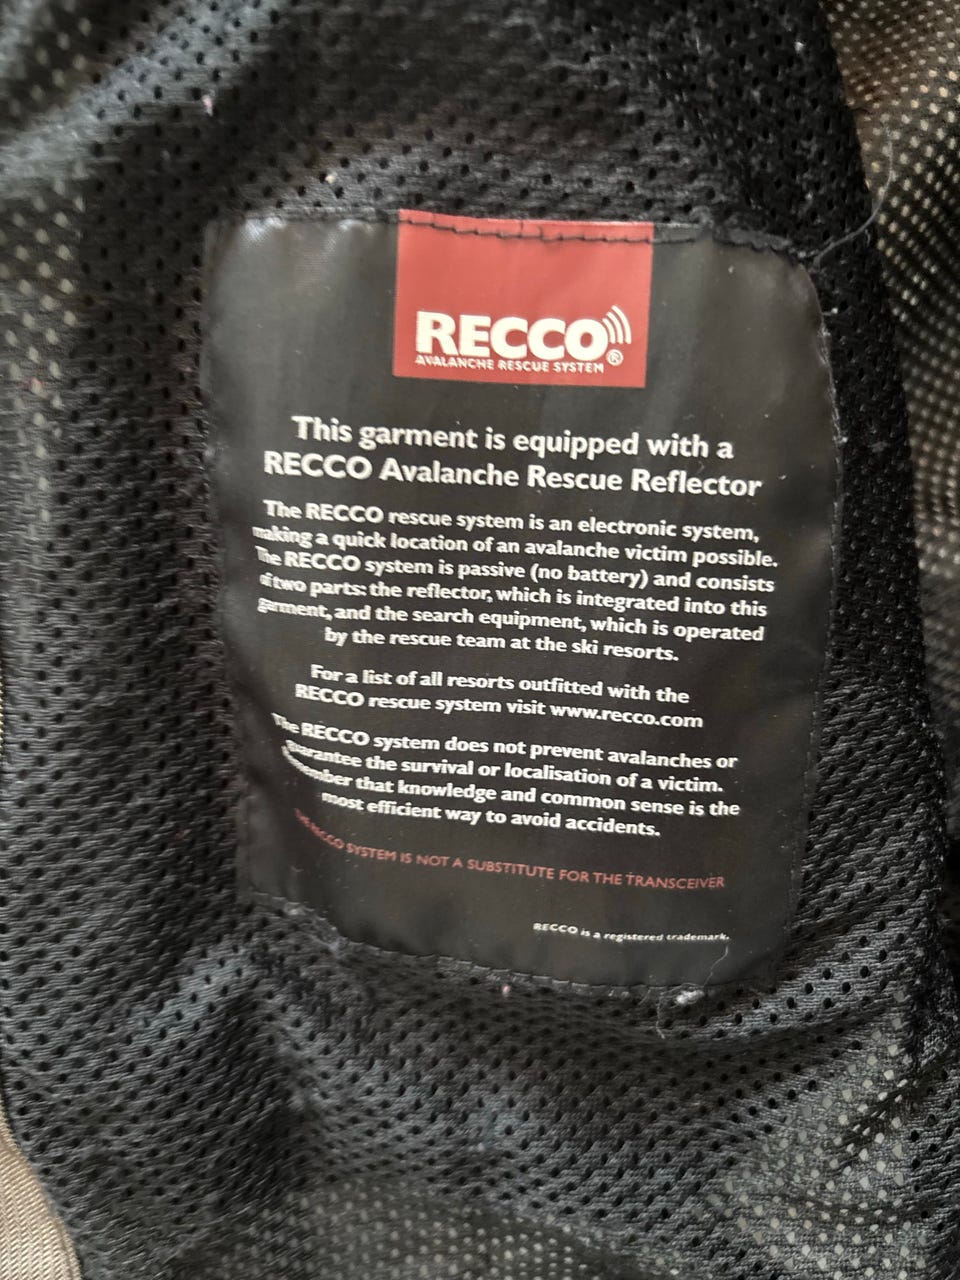 RECCO®
AVALANCHE RESCUE SYSTEM
This garment is equipped with a
RECCO Avalanche Rescue Reflector
The RECCO rescue system is an electronic system,
making a quick location of an avalanche victim possible.
The RECCO system is passive (no battery) and consists
of two parts: the reflector, which is integrated into this
garment, and the search equipment, which is operated
by the rescue team at the ski resorts.
For a list of all resorts outfitted with the
RECCO rescue system visit www.recco.com
The RECCO system does not prevent avalanches or
guarantee the survival or localisation of a victim.
Remember that knowledge and common sense is the
most efficient way to avoid accidents.
THE RECCO SYSTEM IS NOT A SUBSTITUTE FOR THE TRANSCEIVER
RECCO is a registered trademark.